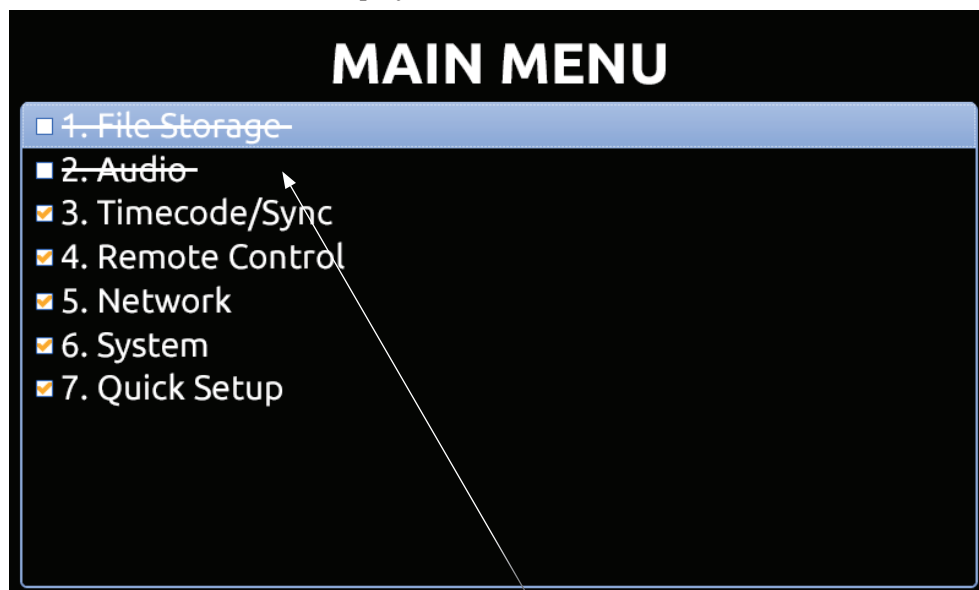 MAIN MENU
1. File Storage
2. Audio
3. Timecode/Sync
4. Remote Control
5. Network
6. System
7. Quick Setup